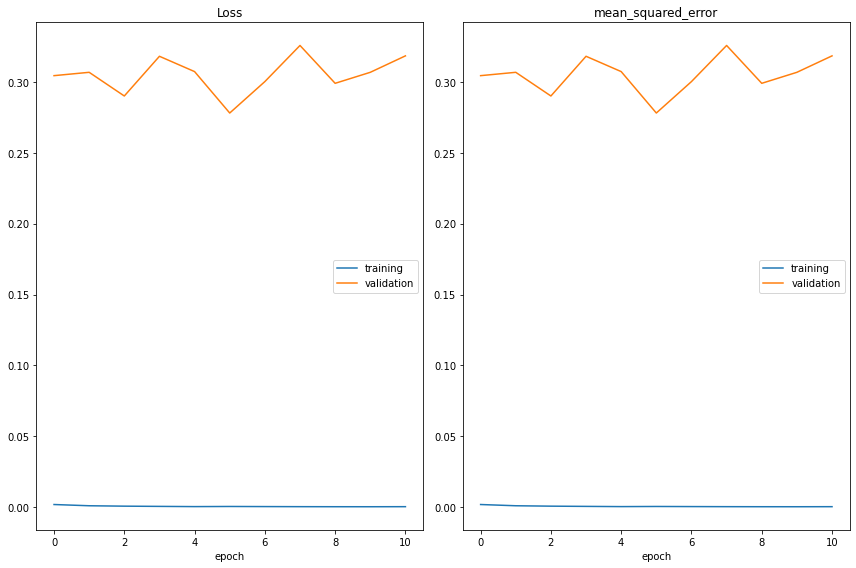 Loss
0.30
0.25
0.20
0.15
0.10
0.05
0.00
training
validation
0 2 4 6 8 10
epoch
mean_squared_error
0.30
0.25
0.20
0.15
0.10
0.05
0.00
training
validation
0 2 4 6 8 10
epoch